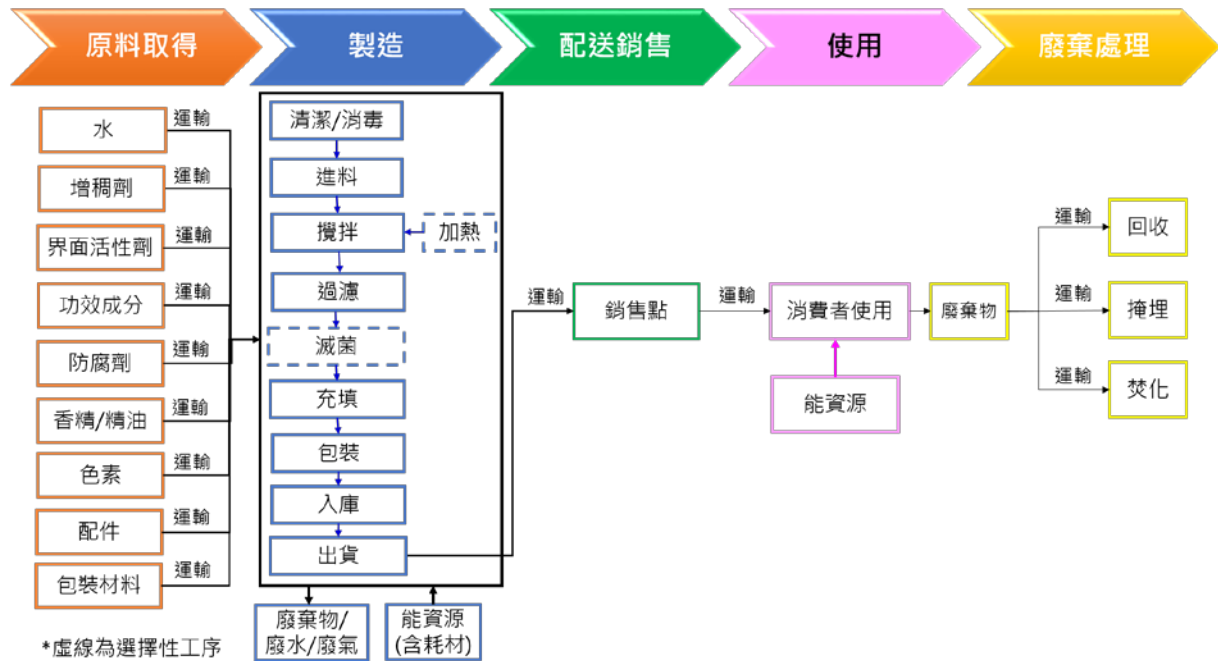 原料取得
製造
配送銷售
使用
廢棄處理
水
運輸
增稠劑
運輸
界面活性劑
運輸
功效成分
運輸
防腐劑
運輸
香精/精油
運輸
色素
運輸
配件
運輸
包裝材料
運輸
*虛線為選擇性工序
清潔/消毒
進料
攪拌
加熱
過濾
滅菌
充填
包裝
入庫
出貨
廢棄物/
廢水/廢氣
能資源
(含耗材)
運輸
銷售點
運輸
消費者使用
能資源
廢棄物
運輸
回收
運輸
掩埋
運輸
焚化